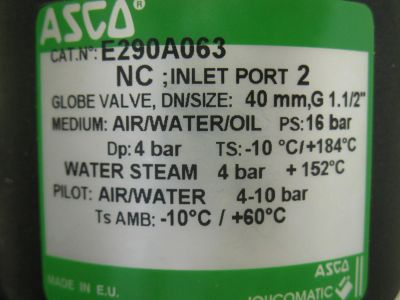 ASCO
CAT.Nº: E290A063
NC ; INLET PORT 2
GLOBE VALVE, DN/SIZE: 40 mm,G 1.1/2"
MEDIUM: AIR/WATER/OIL PS: 16 bar
Dp: 4 bar TS: -10 °C/+184°C
WATER STEAM 4 bar + 152°C
PILOT: AIR/WATER 4-10 bar
Ts AMB: -10°C / +60°C
ASCO
MADE IN E.U. JOUCOMATIC